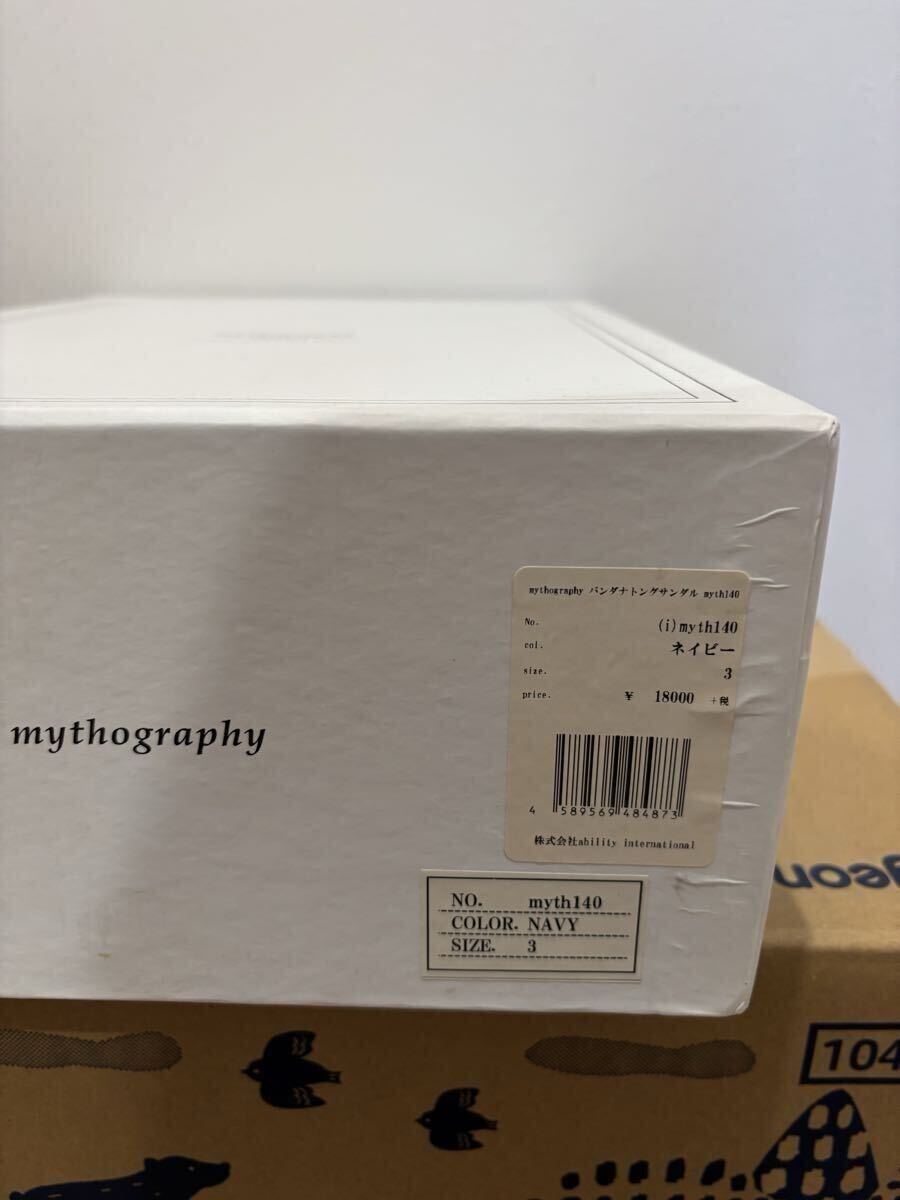 mythography
mythography バンダナトングサンダル myth140
No. (i)myth140
col. ネイビー
size. 3
price. ¥ 18000 +税
4 589569 484873
株式会社ability international
NO. myth140
COLOR. NAVY
SIZE. 3
geon
104